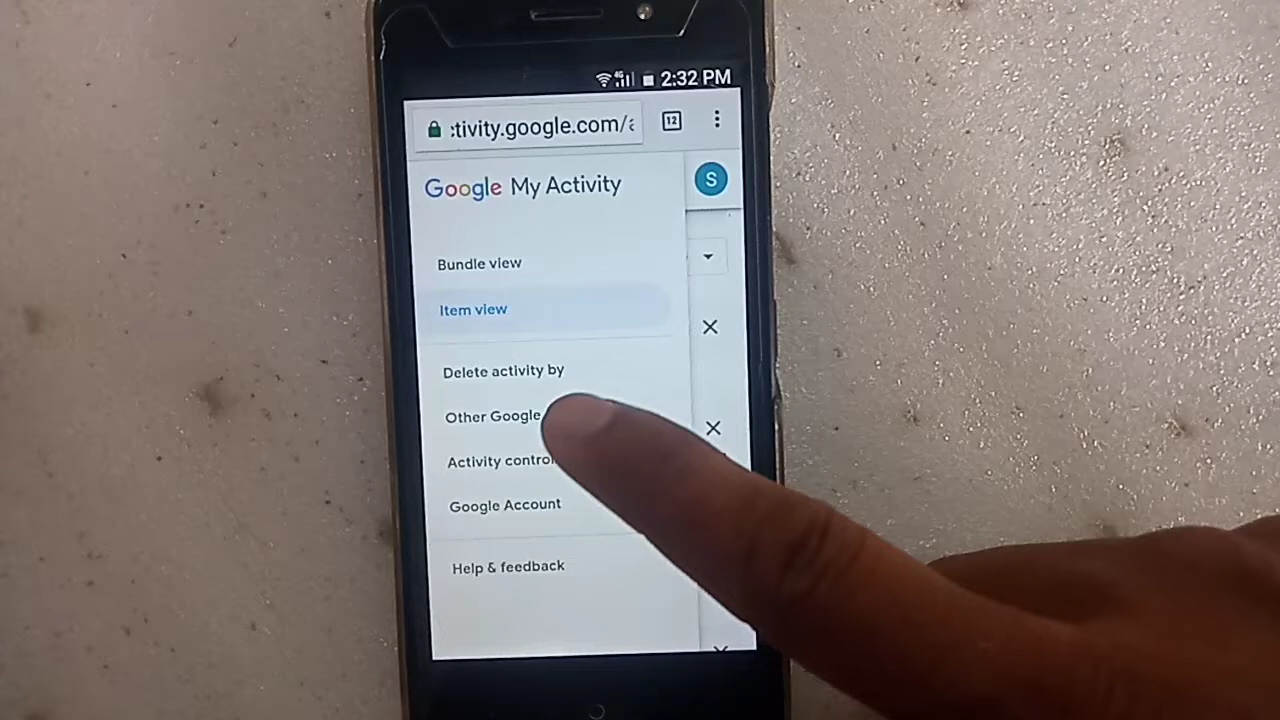 2:32 PM
:tivity.google.com/a
12
Google My Activity
S
Bundle view
Item view
Delete activity by
Other Google
Activity contro
Google Account
Help & feedback